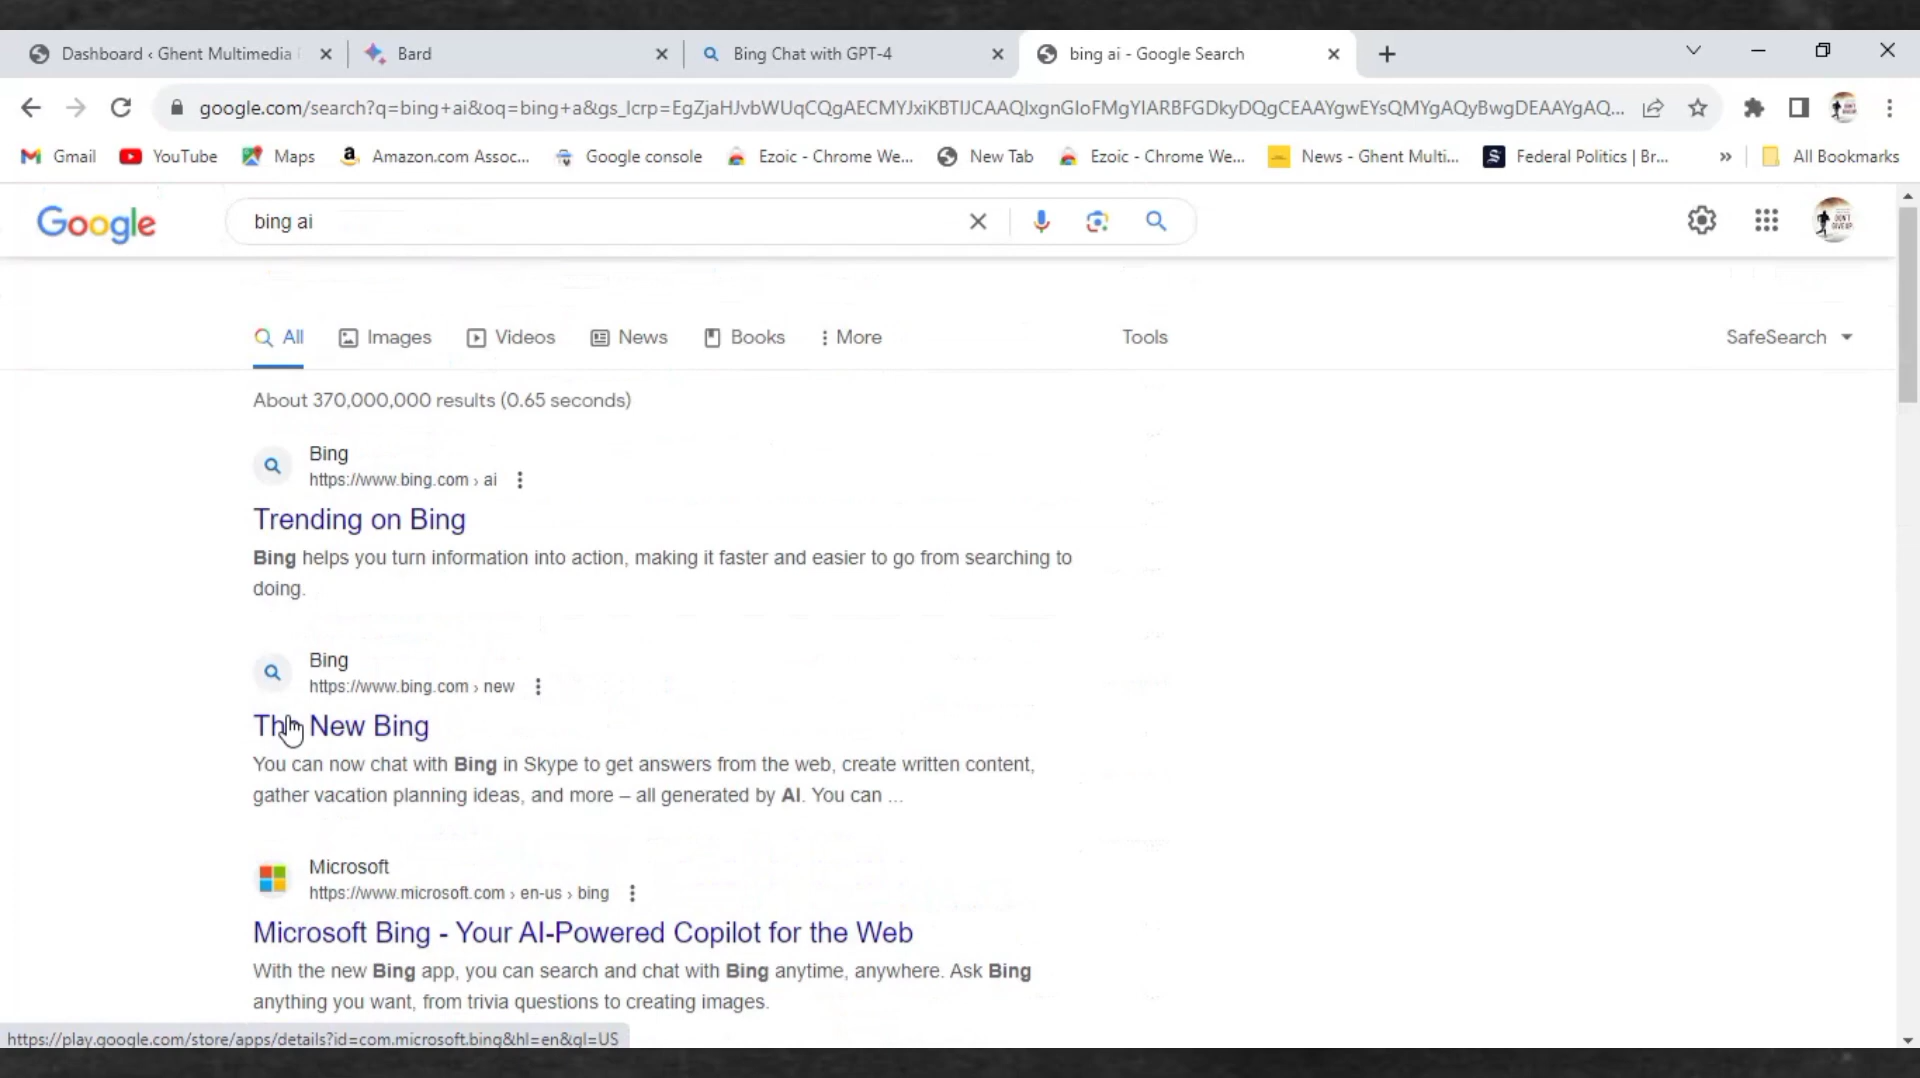 Dashboard ‹ Ghent Multimedia
Bard
Bing Chat with GPT-4
bing ai - Google Search
google.com/search?q=bing+ai&oq=bing+a&gs_lcrp=EgZjaHJvbWUqCQgAECMYJxiKBTIJCAAQIxgnGIoFMgYIARBFGDkyDQgCEAAYgwEYsQMYgAQyBwgDEAAYgAQ...
Gmail YouTube Maps Amazon.com Assoc... Google console Ezoic - Chrome We... New Tab Ezoic - Chrome We... News - Ghent Multi... Federal Politics | Br... » All Bookmarks
Google
bing ai
All Images Videos News Books More Tools SafeSearch
About 370,000,000 results (0.65 seconds)
Bing
https://www.bing.com › ai
Trending on Bing
Bing helps you turn information into action, making it faster and easier to go from searching to
doing.
Bing
https://www.bing.com › new
The New Bing
You can now chat with Bing in Skype to get answers from the web, create written content,
gather vacation planning ideas, and more – all generated by AI. You can ...
Microsoft
https://www.microsoft.com › en-us › bing
Microsoft Bing - Your AI-Powered Copilot for the Web
With the new Bing app, you can search and chat with Bing anytime, anywhere. Ask Bing
anything you want, from trivia questions to creating images.
https://play.google.com/store/apps/details?id=com.microsoft.bing&hl=en&gl=US